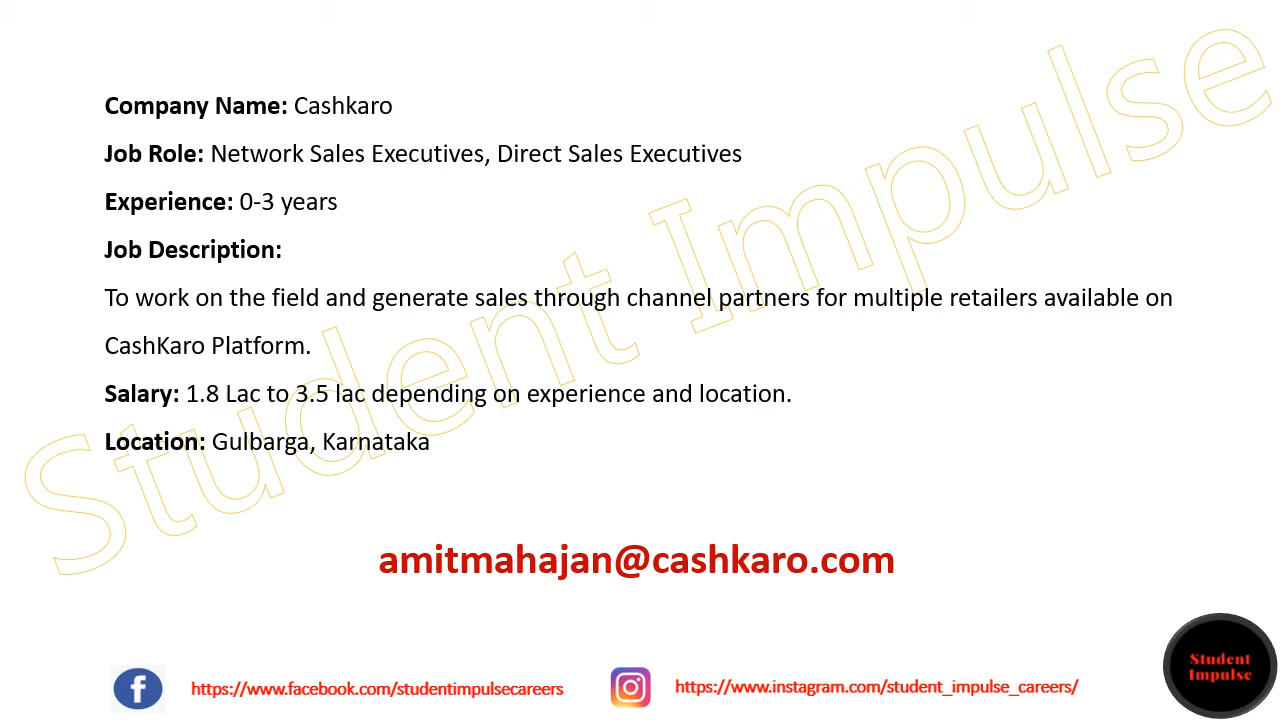 Company Name: Cashkaro
Job Role: Network Sales Executives, Direct Sales Executives
Experience: 0-3 years
Job Description:
To work on the field and generate sales through channel partners for multiple retailers available on
CashKaro Platform.
Salary: 1.8 Lac to 3.5 lac depending on experience and location.
Location: Gulbarga, Karnataka
Student Impulse
amitmahajan@cashkaro.com
https://www.facebook.com/studentimpulsecareers
https://www.instagram.com/student_impulse_careers/
Student
Impulse